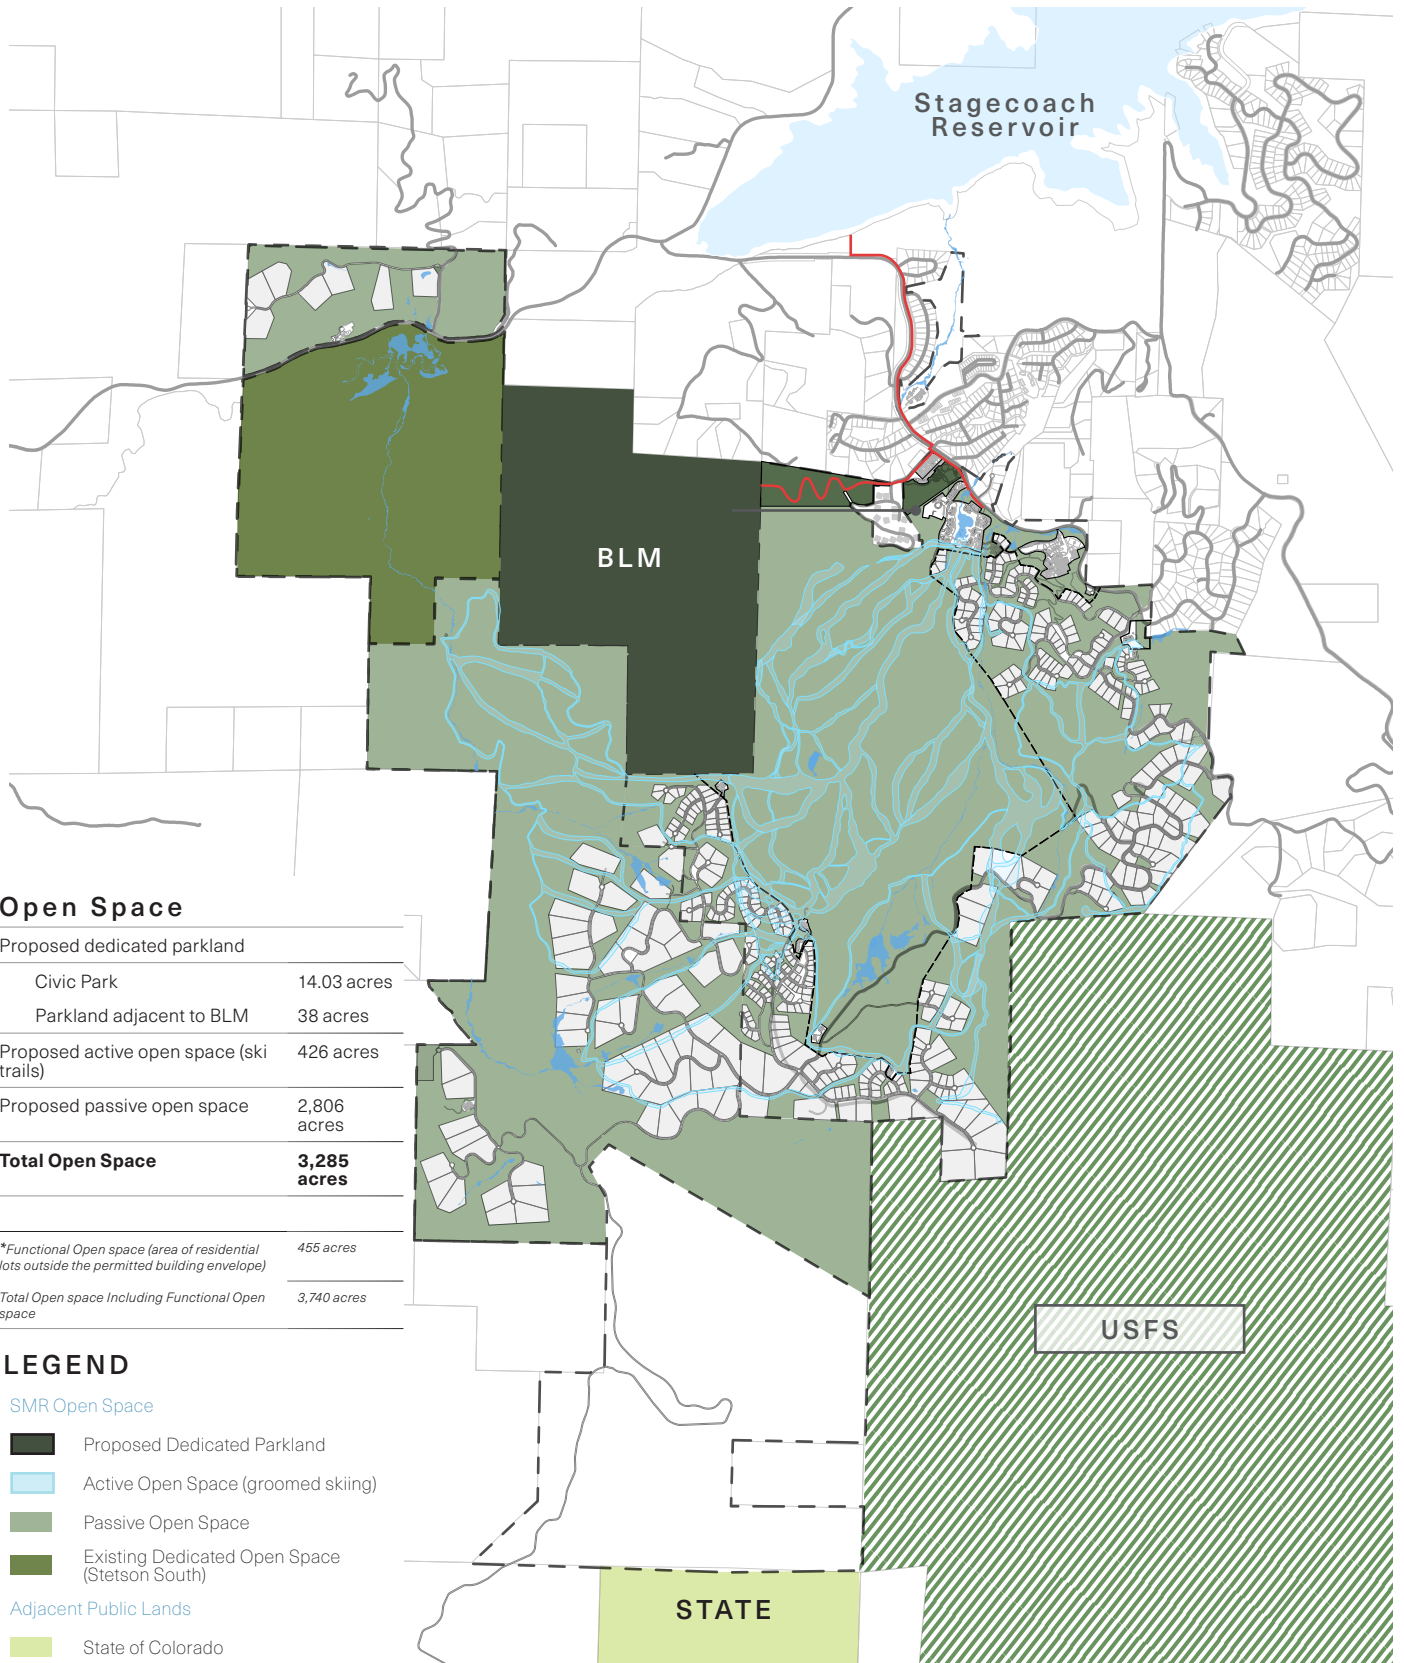 Stagecoach
Reservoir
BLM
Open Space
Proposed dedicated parkland
Civic Park 14.03 acres
Parkland adjacent to BLM 38 acres
Proposed active open space (ski 426 acres
trails)
Proposed passive open space 2,806
acres
Total Open Space 3,285
acres
*Functional Open space (area of residential 455 acres
lots outside the permitted building envelope)
Total Open space Including Functional Open 3,740 acres
space
USFS
LEGEND
SMR Open Space
Proposed Dedicated Parkland
Active Open Space (groomed skiing)
Passive Open Space
Existing Dedicated Open Space
(Stetson South)
Adjacent Public Lands
State of Colorado
STATE